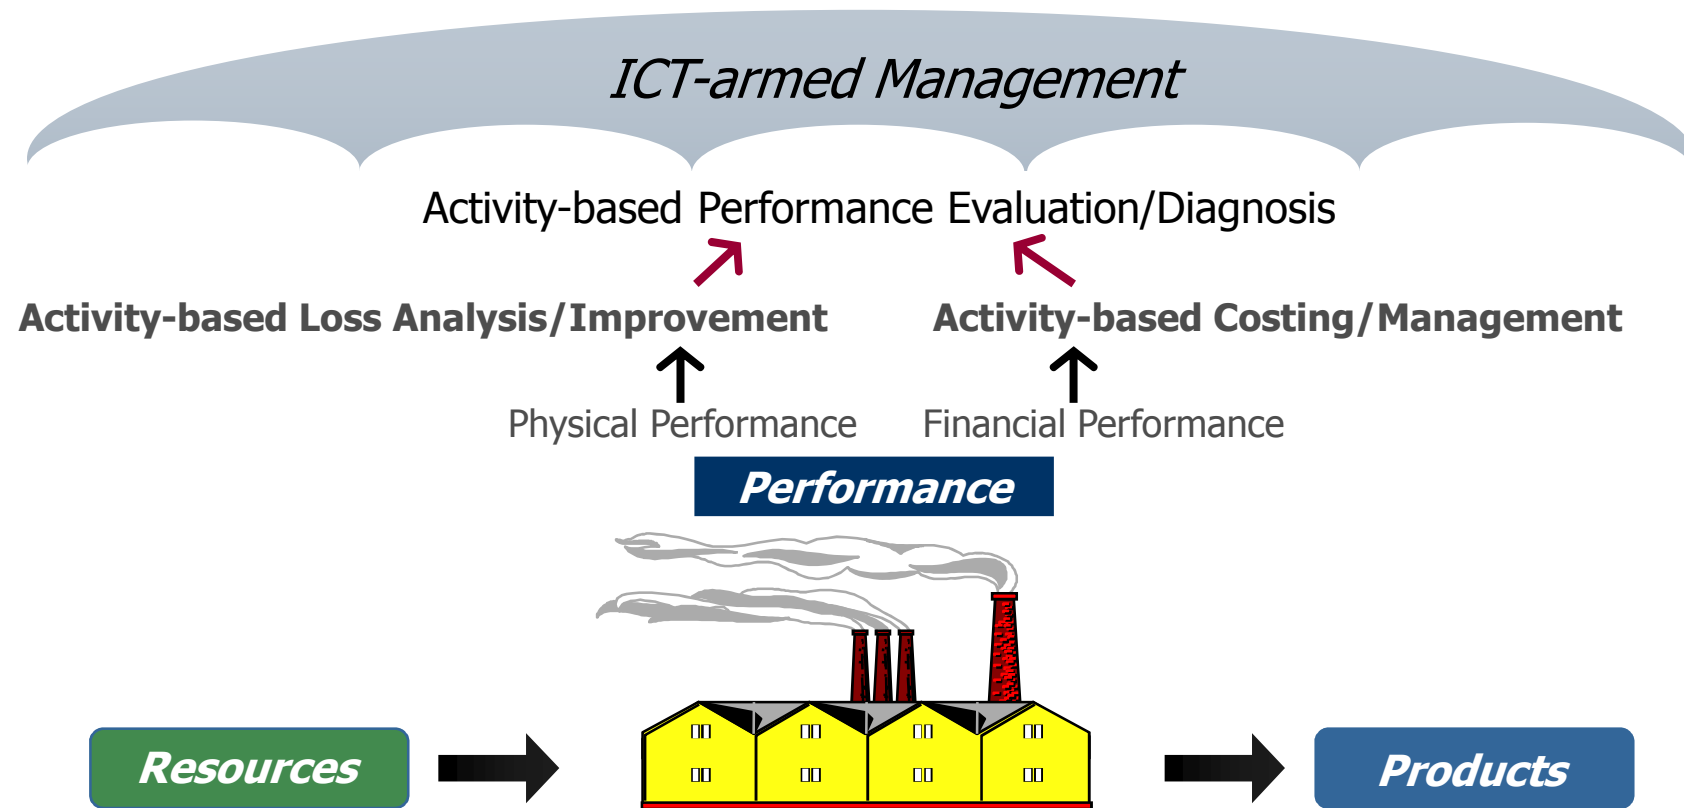 ICT-armed Management
Activity-based Performance Evaluation/Diagnosis
Activity-based Loss Analysis/Improvement
Activity-based Costing/Management
Physical Performance
Financial Performance
Performance
Resources
Products